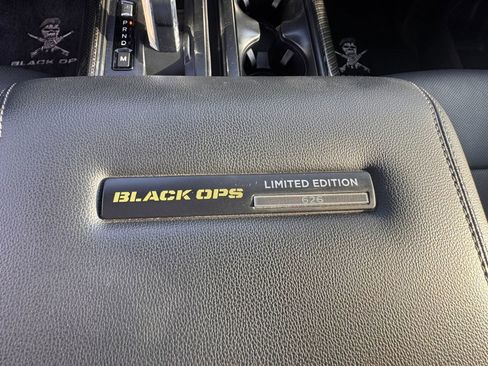 P R N D
M
BLACK OP
BLACK OPS
LIMITED EDITION
626